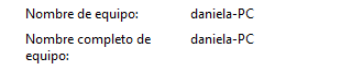 Nombre de equipo: daniela-PC
Nombre completo de daniela-PC
equipo: